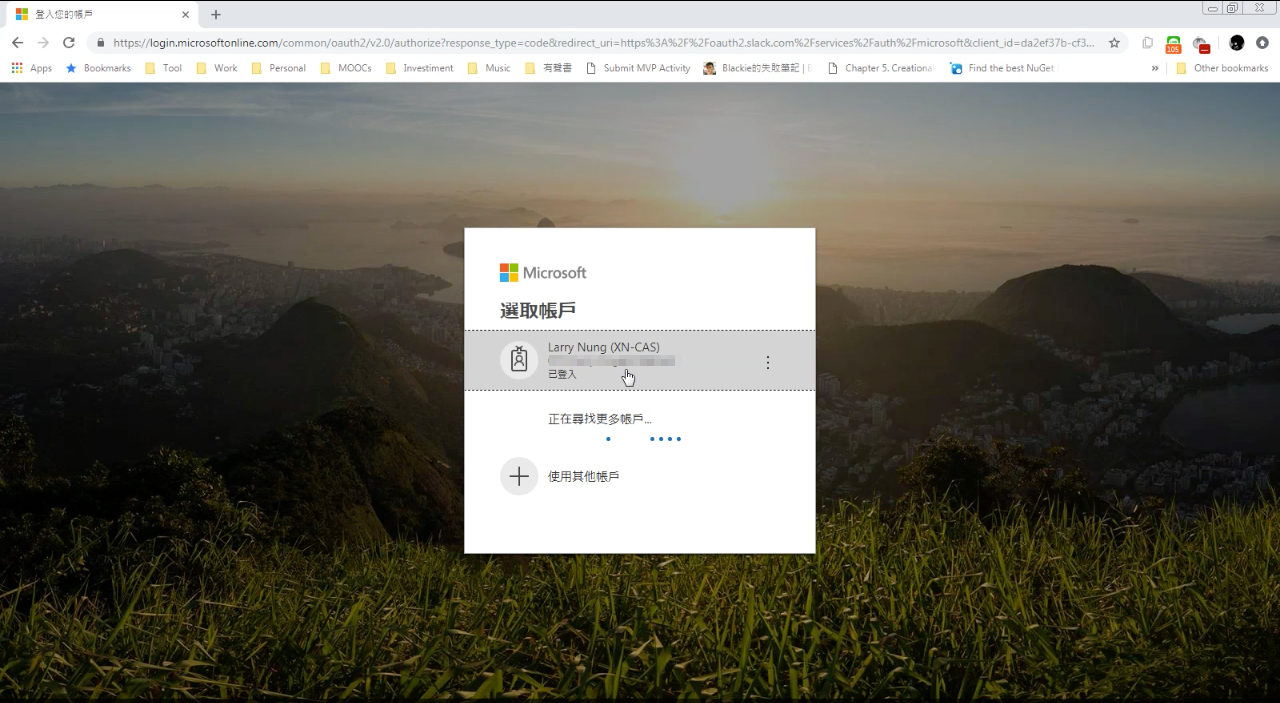 登入您的帳戶
https://login.microsoftonline.com/common/oauth2/v2.0/authorize?response_type=code&redirect_uri=https%3A%2F%2Foauth2.slack.com%2Fservices%2Fauth%2Fmicrosoft&client_id=da2ef37b-cf3...
105
Apps Bookmarks Tool Work Personal MOOCs Investiment Music 有聲書 Submit MVP Activity Blackie的失敗筆記 | Chapter 5. Creationa Find the best NuGet » Other bookmarks
Microsoft
選取帳戶
Larry Nung (XN-CAS)
已登入
正在尋找更多帳戶...
使用其他帳戶